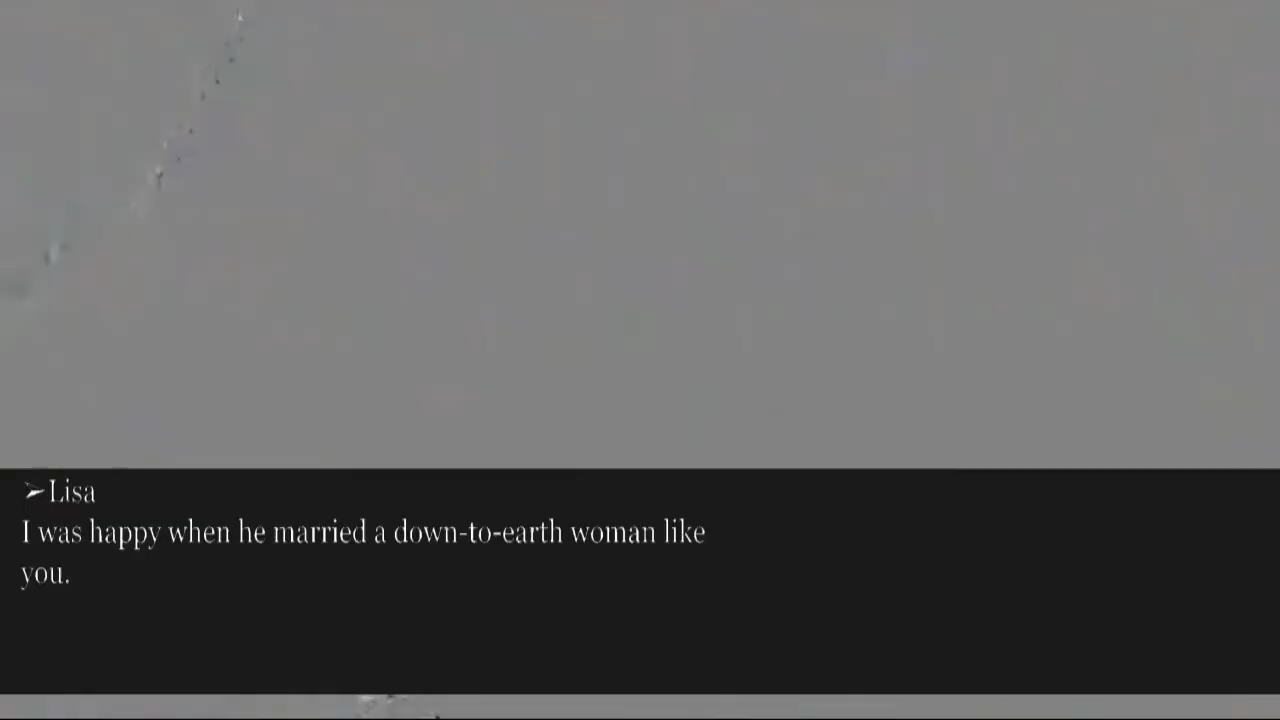 ➢Lisa
I was happy when he married a down-to-earth woman like
you.